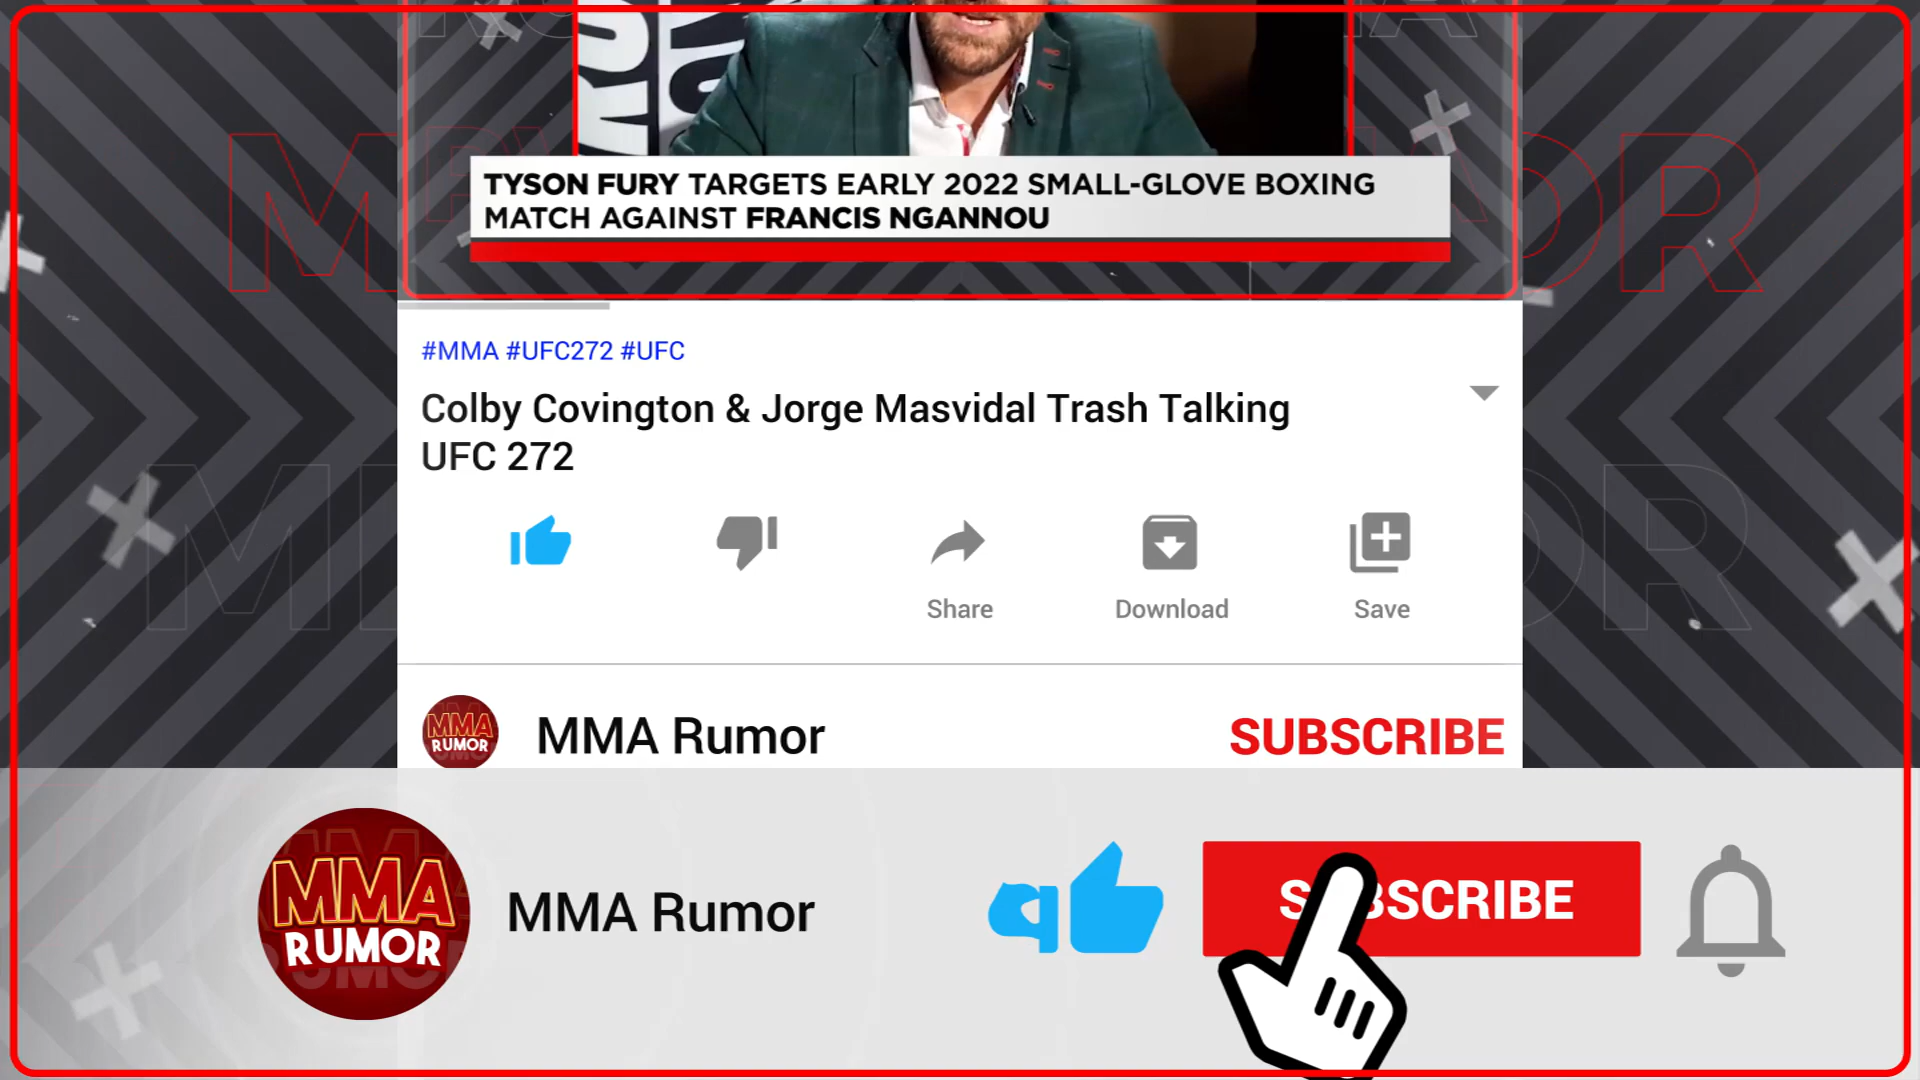 TYSON FURY TARGETS EARLY 2022 SMALL-GLOVE BOXING
MATCH AGAINST FRANCIS NGANNOU
#MMA #UFC272 #UFC
Colby Covington & Jorge Masvidal Trash Talking
UFC 272
Share
Download
Save
MMA
RUMOR
MMA Rumor
SUBSCRIBE
MMA
RUMOR
MMA Rumor
SUBSCRIBE